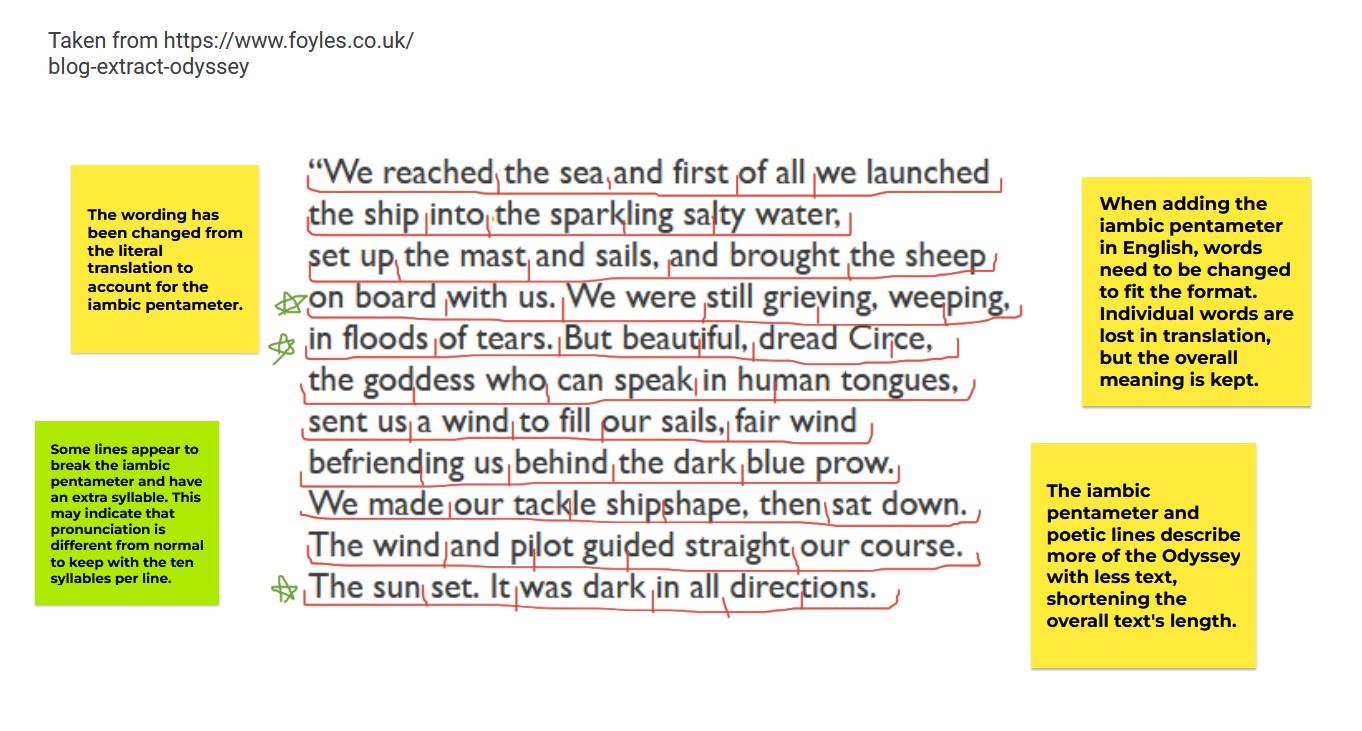 Taken from https://www.foyles.co.uk/
blog-extract-odyssey
The wording has
been changed from
the literal
translation to
account for the
iambic pentameter.
Some lines appear to
break the iambic
pentameter and have
an extra syllable. This
may indicate that
pronunciation is
different from normal
to keep with the ten
syllables per line.
“We reached the sea and first of all we launched
the ship into the sparkling salty water,
set up the mast and sails, and brought the sheep
on board with us. We were still grieving, weeping,
in floods of tears. But beautiful, dread Circe,
the goddess who can speak in human tongues,
sent us a wind to fill our sails, fair wind
befriending us behind the dark blue prow.
We made our tackle shipshape, then sat down.
The wind and pilot guided straight our course.
The sun set. It was dark in all directions.
When adding the
iambic pentameter
in English, words
need to be changed
to fit the format.
Individual words are
lost in translation,
but the overall
meaning is kept.
The iambic
pentameter and
poetic lines describe
more of the Odyssey
with less text,
shortening the
overall text's length.